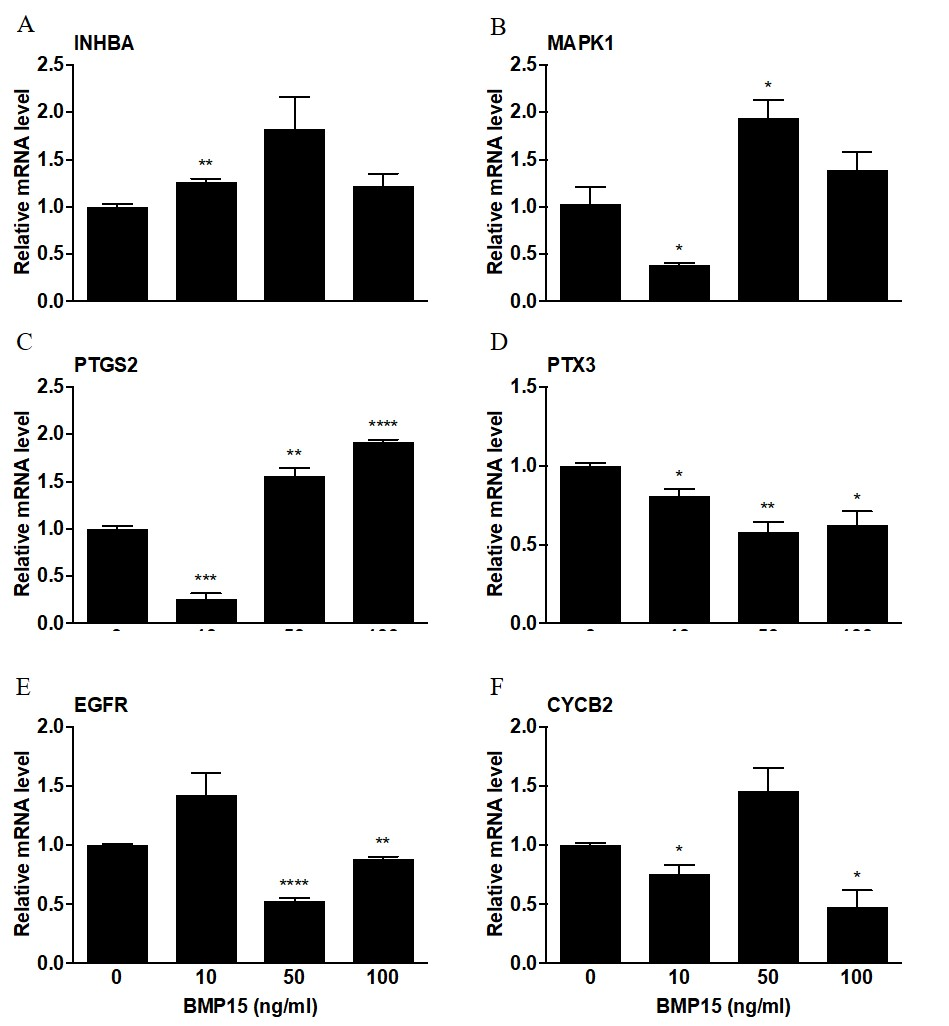 A
INHBA
Relative mRNA level
2.5
2.0
1.5
1.0
0.5
0.0
**
B
MAPK1
Relative mRNA level
2.5
2.0
1.5
1.0
0.5
0.0
*
*
C
PTGS2
Relative mRNA level
2.5
2.0
1.5
1.0
0.5
0.0
***
**
****
D
PTX3
Relative mRNA level
1.5
1.0
0.5
0.0
*
**
*
E
EGFR
Relative mRNA level
2.0
1.5
1.0
0.5
0.0
****
**
0 10 50 100
BMP15 (ng/ml)
F
CYCB2
Relative mRNA level
2.0
1.5
1.0
0.5
0.0
*
*
0 10 50 100
BMP15 (ng/ml)